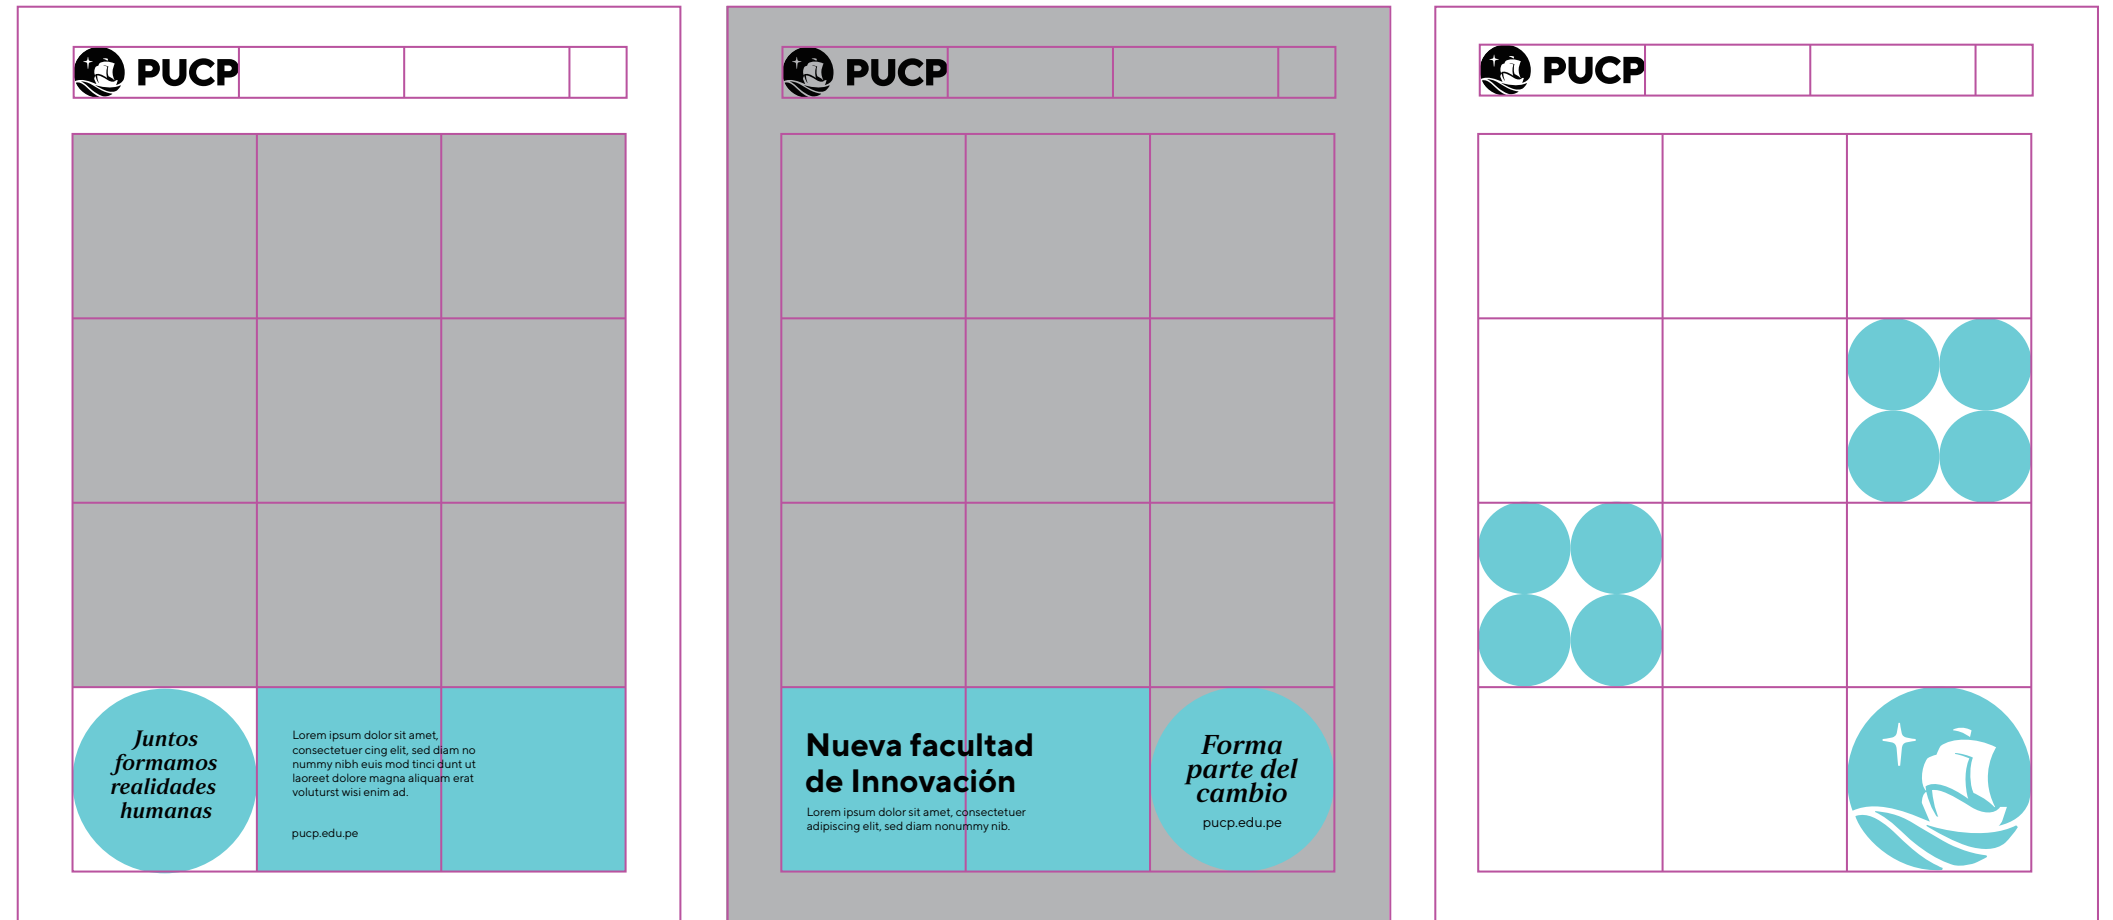 PUCP
Juntos
formamos
realidades
humanas
Lorem ipsum dolor sit amet,
consectetuer cing elit, sed diam no
nummy nibh euis mod tinci dunt ut
laoreet dolore magna aliquam erat
voluturst wisi enim ad.
pucp.edu.pe
PUCP
Nueva facultad
de Innovación
Lorem ipsum dolor sit amet, consectetuer
adipiscing elit, sed diam nonummy nib.
Forma
parte del
cambio
pucp.edu.pe
PUCP